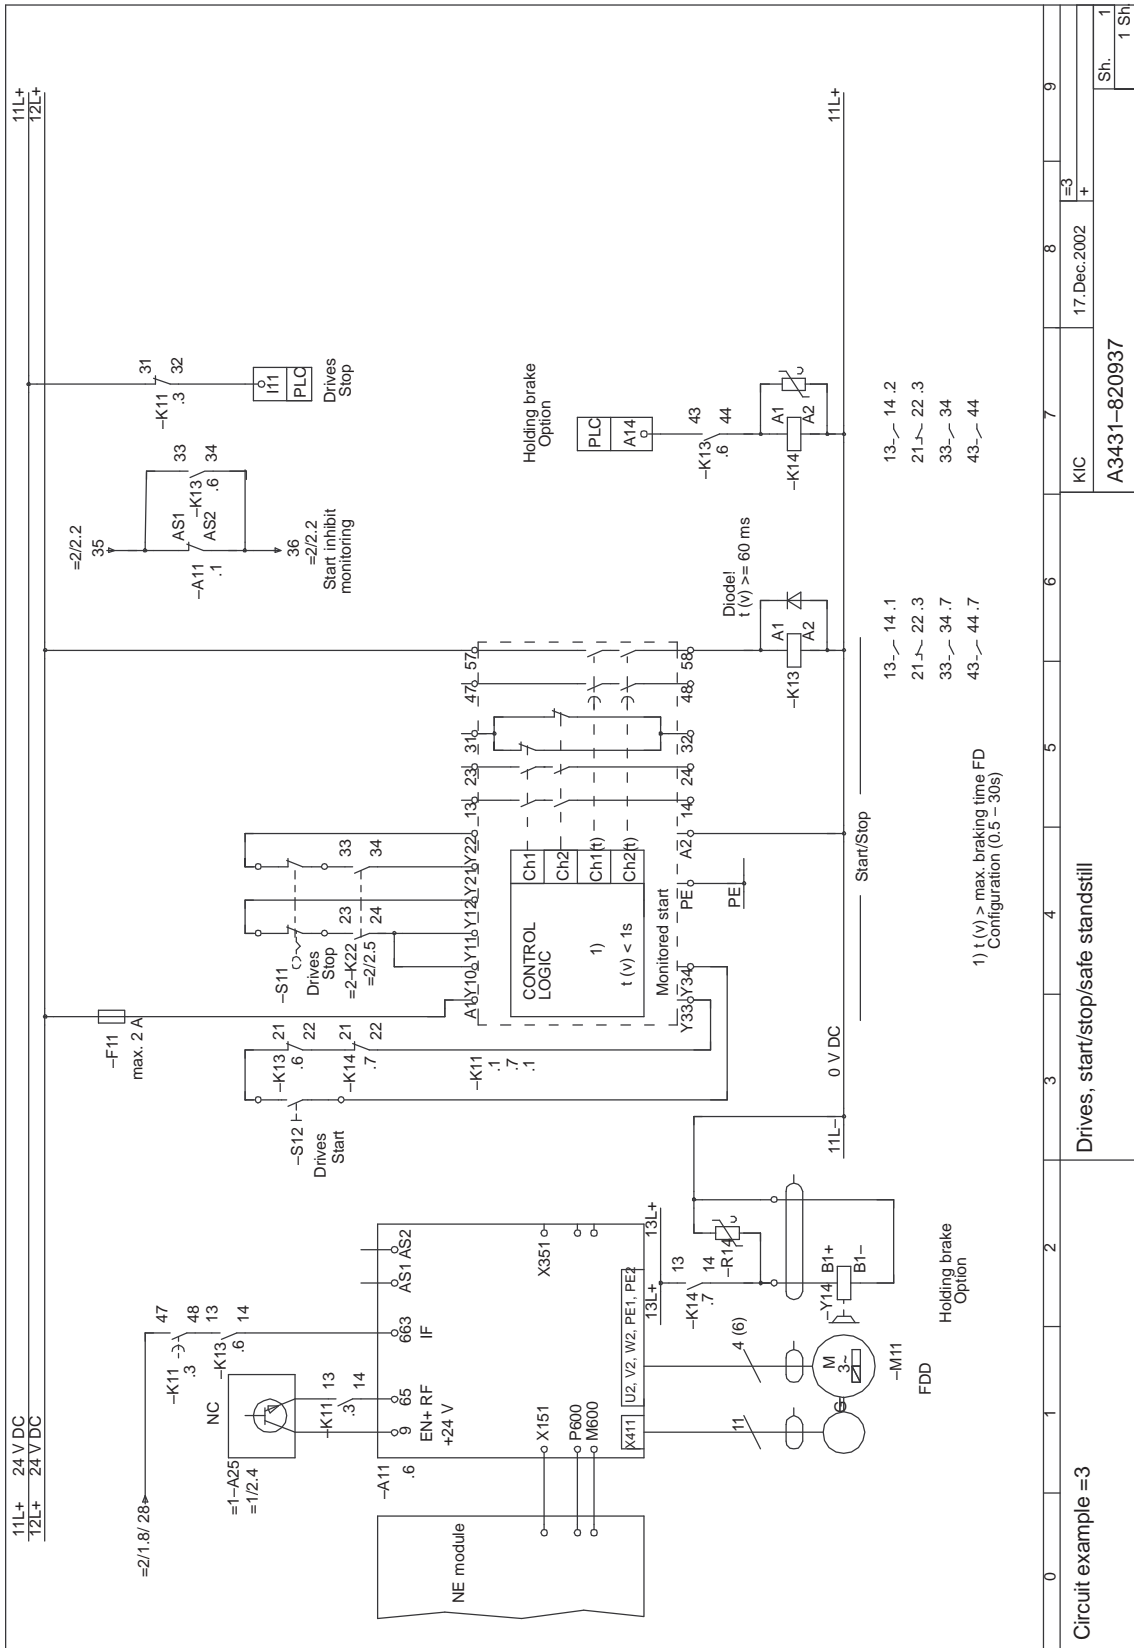 11L+ 24 V DC
12L+ 24 V DC
11L+
12L+
=2/1.8/ 28
–K11
.3
47
48
13
14
–K13
.6
NC
=1–A25
=1/2.4
–K11
.3
13
14
–A11
.6
9
65
663
AS1
AS2
EN+
RF
IF
+24 V
NE module
X151
P600
M600
X351
X411
U2, V2, W2, PE1, PE2
13L+
13L+
–K14
.7
13
14
–R14
11
4 (6)
G
M
3~
–M11
FDD
–Y14
B1+
B1–
Holding brake
Option
11L–
0 V DC
11L+
–S12
Drives
Start
–K13
.6
21
22
–K14
.7
21
22
–F11
max. 2 A
–S11
Drives
Stop
=2–K22
=2/2.5
23
24
33
34
–K11
.1
.7
.1
A1
Y10
Y11
Y12
Y21
Y22
13
23
31
47
57
CONTROL
LOGIC
1)
t (v) < 1s
Ch1
Ch2
Ch1(t)
Ch2(t)
Monitored start
Y33
Y34
PE
A2
14
24
32
48
58
PE
Start/Stop
=2/2.2
35
–A11
.1
AS1
AS2
–K13
.6
33
34
36
=2/2.2
Start inhibit
monitoring
–K11
.3
31
32
I11
PLC
Drives
Stop
Diode!
t (v) >= 60 ms
–K13
A1
A2
13 14 .1
21 22 .3
33 34 .7
43 44 .7
Holding brake
Option
PLC
A14
–K13
.6
43
44
–K14
A1
A2
13 14 .2
21 22 .3
33 34
43 44
1) t (v) > max. braking time FD
Configuration (0.5 – 30s)
0
1
2
3
4
5
6
7
8
9
Circuit example =3
Drives, start/stop/safe standstill
KIC
17.Dec.2002
=3
+
A3431–820937
Sh. 1
1 Sh.